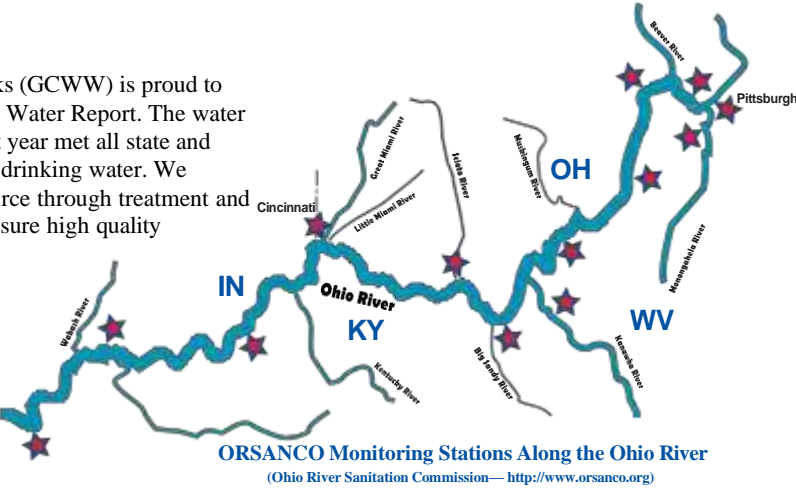 ks (GCWW) is proud to
Water Report. The water
year met all state and
drinking water. We
rce through treatment and
sure high quality
Beaver River
Pittsburgh
Great Miami River
Scioto River
Muskingum River
OH
Cincinnati
Little Miami River
Monongahela River
IN
Ohio River
KY
WV
Wabash River
Kentucky River
Big Sandy River
Kanawha River
ORSANCO Monitoring Stations Along the Ohio River
(Ohio River Sanitation Commission— http://www.orsanco.org)